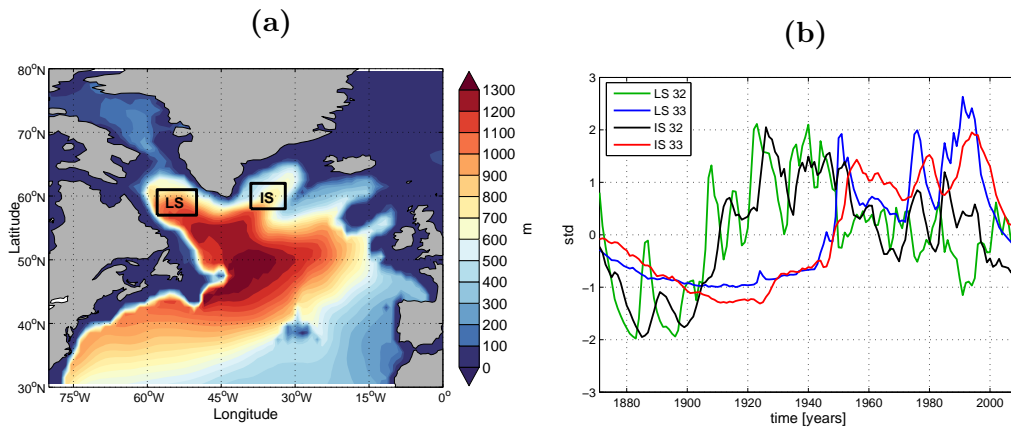 (a)
80°N
70°N
60°N
50°N
40°N
30°N
Latitude
75°W 60°W 45°W 30°W 15°W 0°
Longitude
LS
IS
1300
1200
1000
900
800
700
600
500
400
300
200
100
0
m
(b)
3
2
1
0
−1
−2
−3
std
LS 32
LS 33
IS 32
IS 33
1880 1900 1920 1940 1960 1980 2000
time [years]